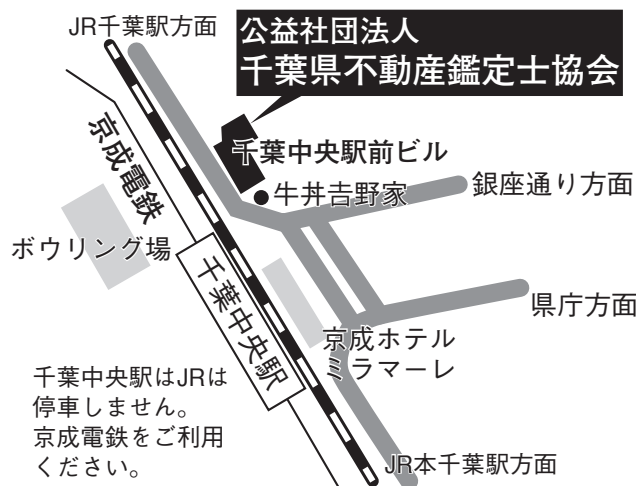 JR千葉駅方面
公益社団法人
千葉県不動産鑑定士協会
京成電鉄
千葉中央駅前ビル
牛丼𠮷野家
銀座通り方面
ボウリング場
千葉中央駅
県庁方面
京成ホテル
ミラマーレ
千葉中央駅はJRは
停車しません。
京成電鉄をご利用
ください。
JR本千葉駅方面